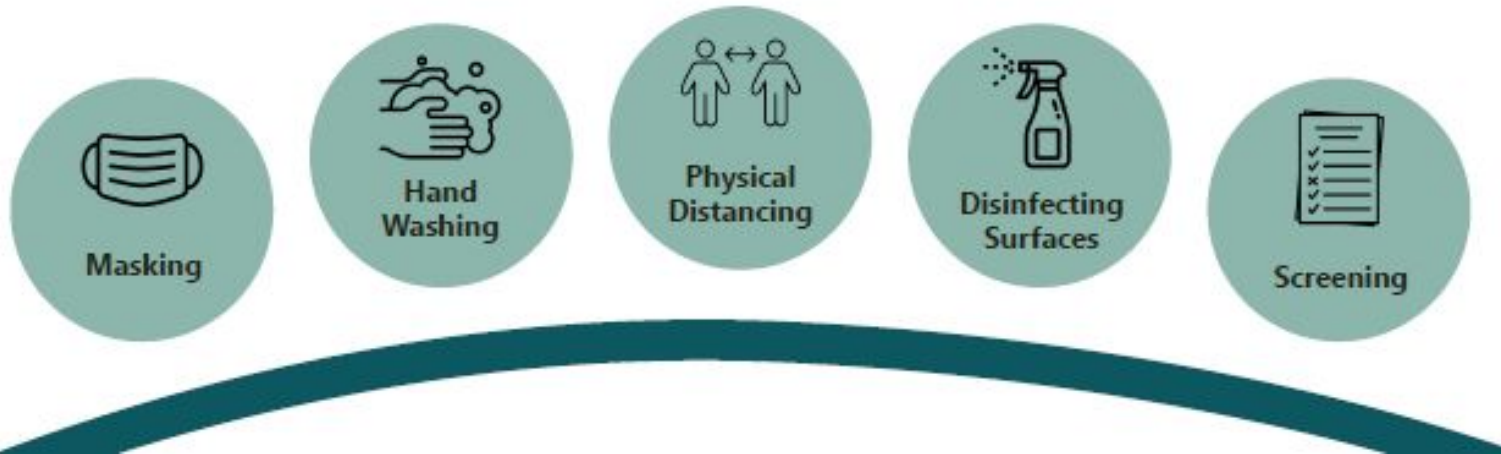 Masking
Hand
Washing
Physical
Distancing
Disinfecting
Surfaces
Screening